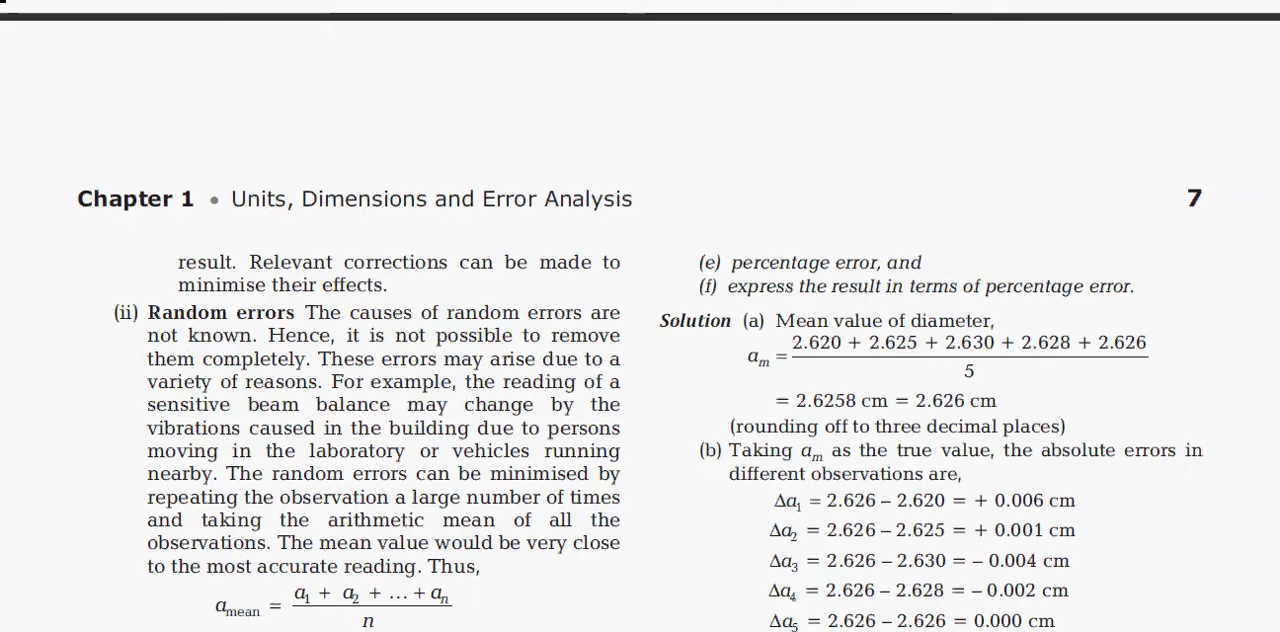 Chapter 1 • Units, Dimensions and Error Analysis
7
result. Relevant corrections can be made to
minimise their effects.
(ii) Random errors The causes of random errors are
not known. Hence, it is not possible to remove
them completely. These errors may arise due to a
variety of reasons. For example, the reading of a
sensitive beam balance may change by the
vibrations caused in the building due to persons
moving in the laboratory or vehicles running
nearby. The random errors can be minimised by
repeating the observation a large number of times
and taking the arithmetic mean of all the
observations. The mean value would be very close
to the most accurate reading. Thus,
a_mean = (a₁ + a₂ + ... + aₙ) / n
(e) percentage error, and
(f) express the result in terms of percentage error.
Solution (a) Mean value of diameter,
aₘ = (2.620 + 2.625 + 2.630 + 2.628 + 2.626) / 5
= 2.6258 cm = 2.626 cm
(rounding off to three decimal places)
(b) Taking aₘ as the true value, the absolute errors in
different observations are,
Δa₁ = 2.626 – 2.620 = + 0.006 cm
Δa₂ = 2.626 – 2.625 = + 0.001 cm
Δa₃ = 2.626 – 2.630 = – 0.004 cm
Δa₄ = 2.626 – 2.628 = – 0.002 cm
Δa₅ = 2.626 – 2.626 = 0.000 cm